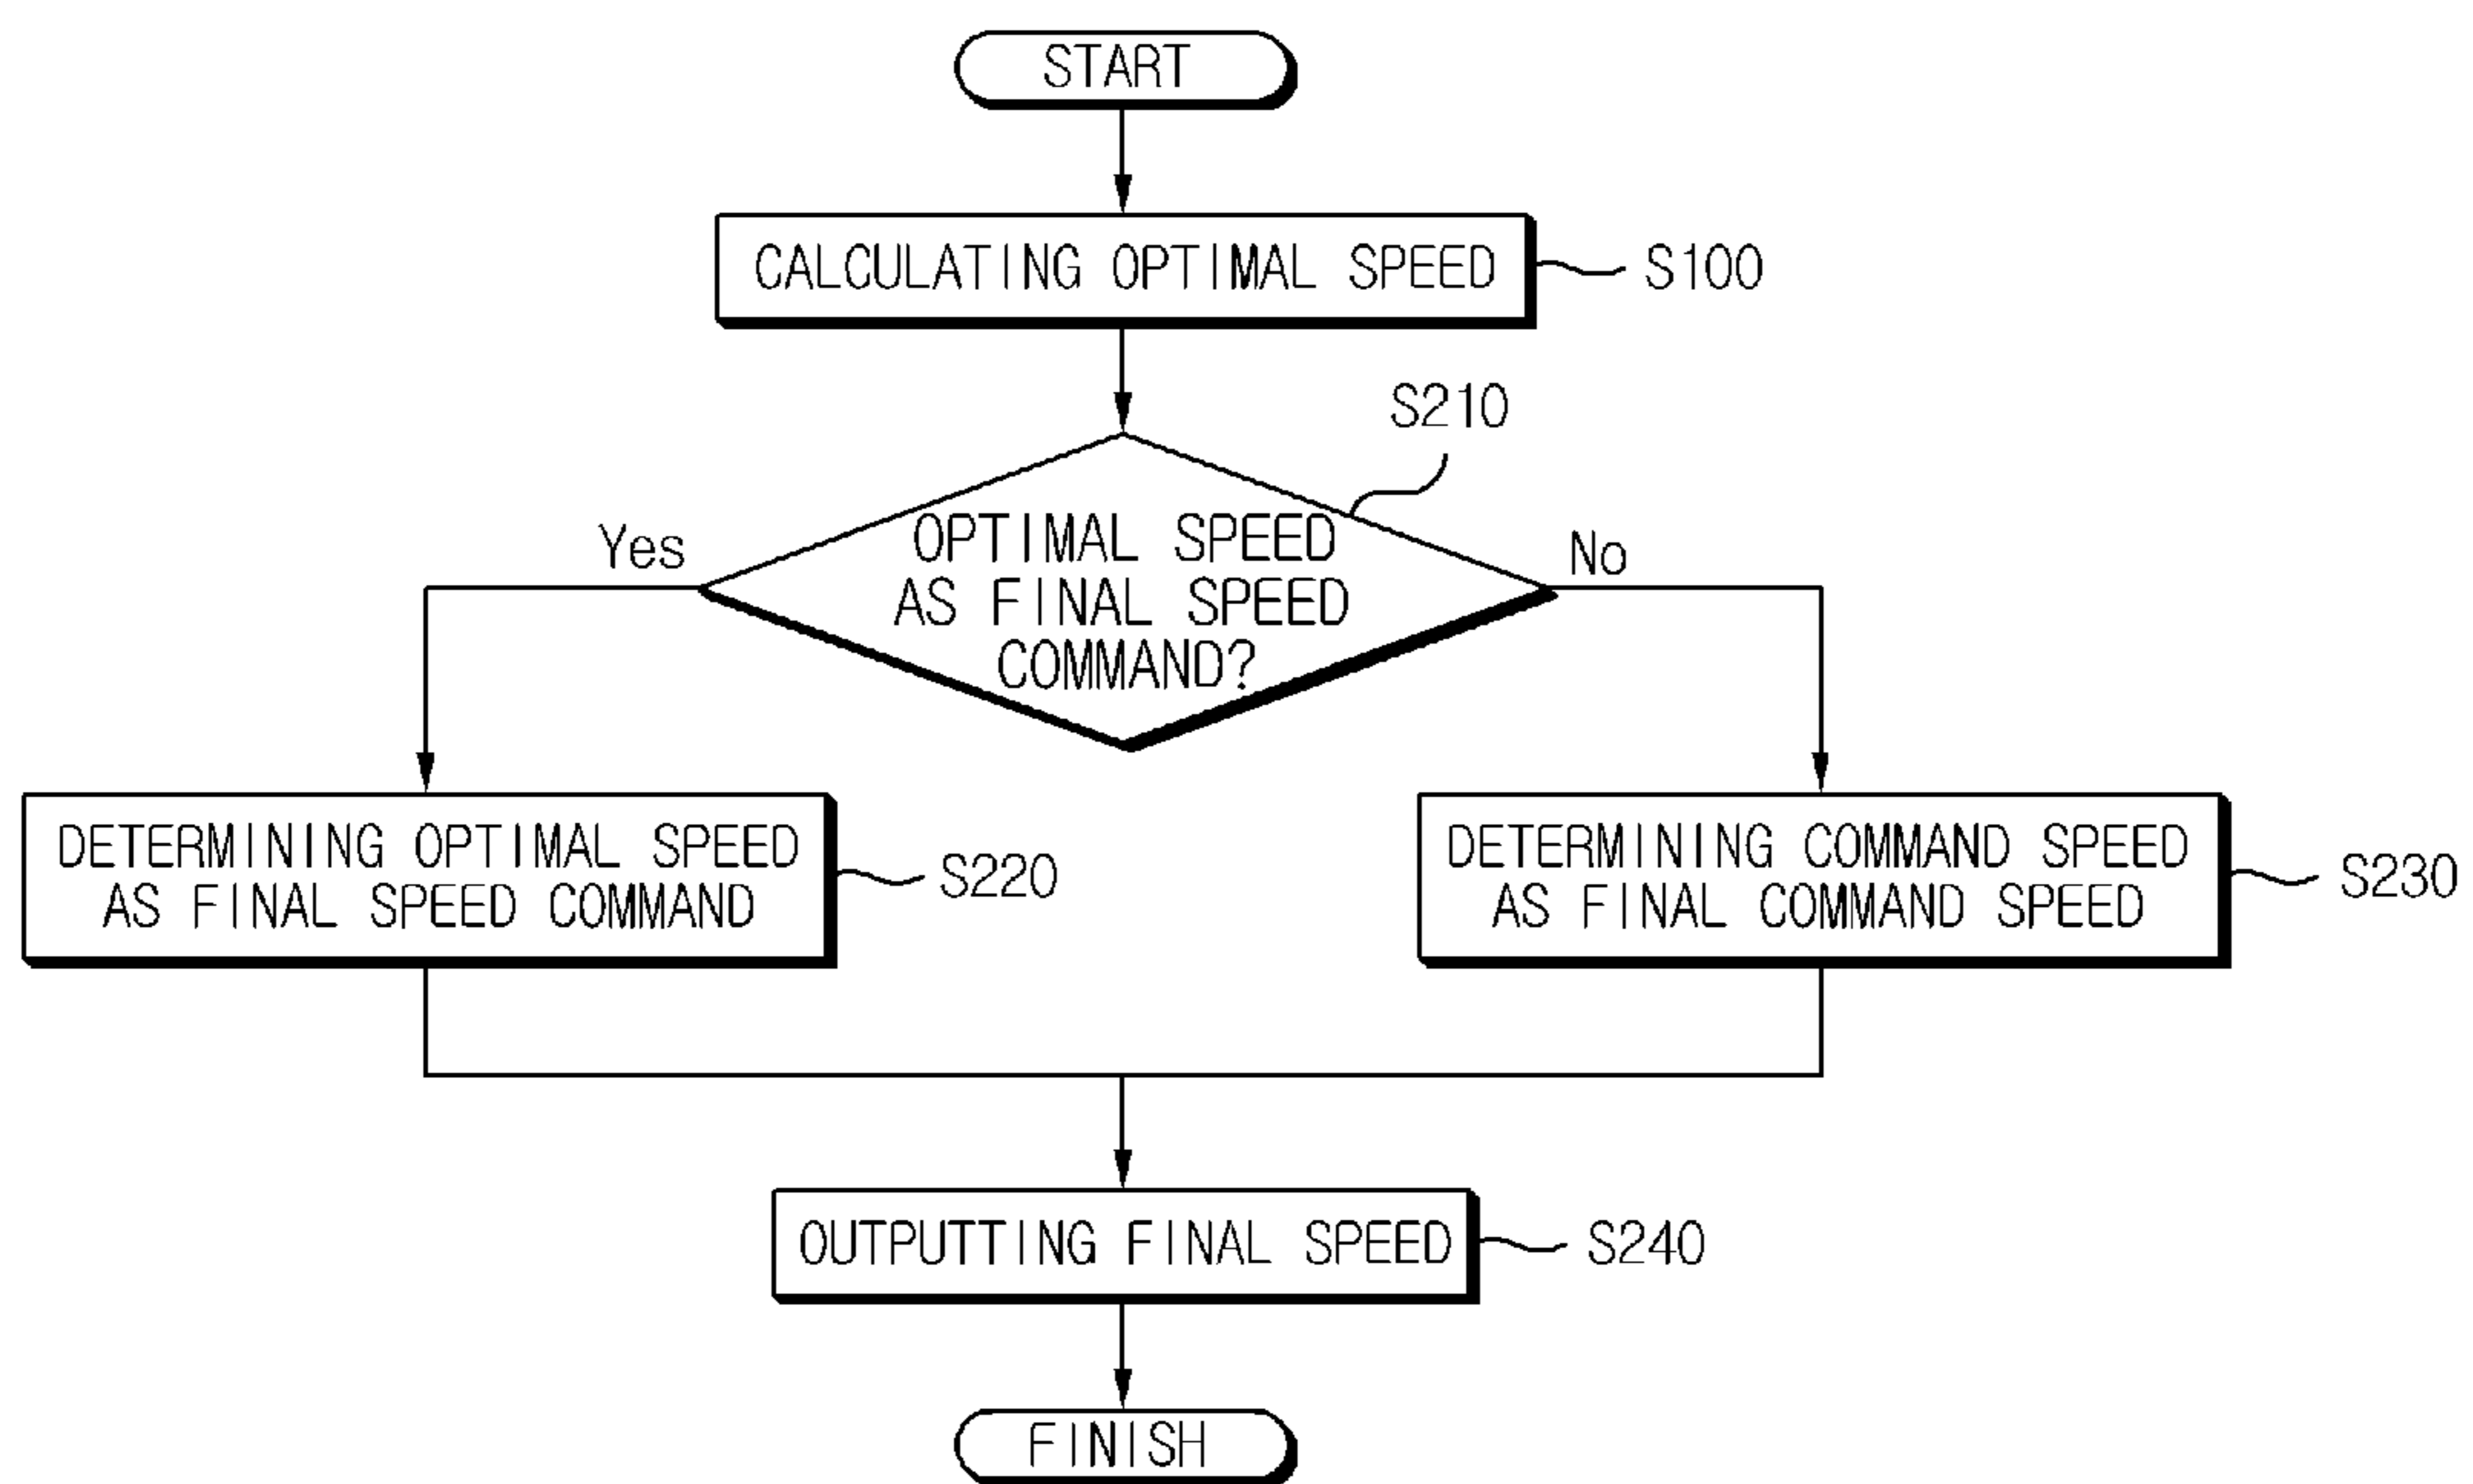 START
CALCULATING OPTIMAL SPEED
S100
S210
Yes
OPTIMAL SPEED
AS FINAL SPEED
COMMAND?
No
DETERMINING OPTIMAL SPEED
AS FINAL SPEED COMMAND
S220
DETERMINING COMMAND SPEED
AS FINAL COMMAND SPEED
S230
OUTPUTTING FINAL SPEED
S240
FINISH